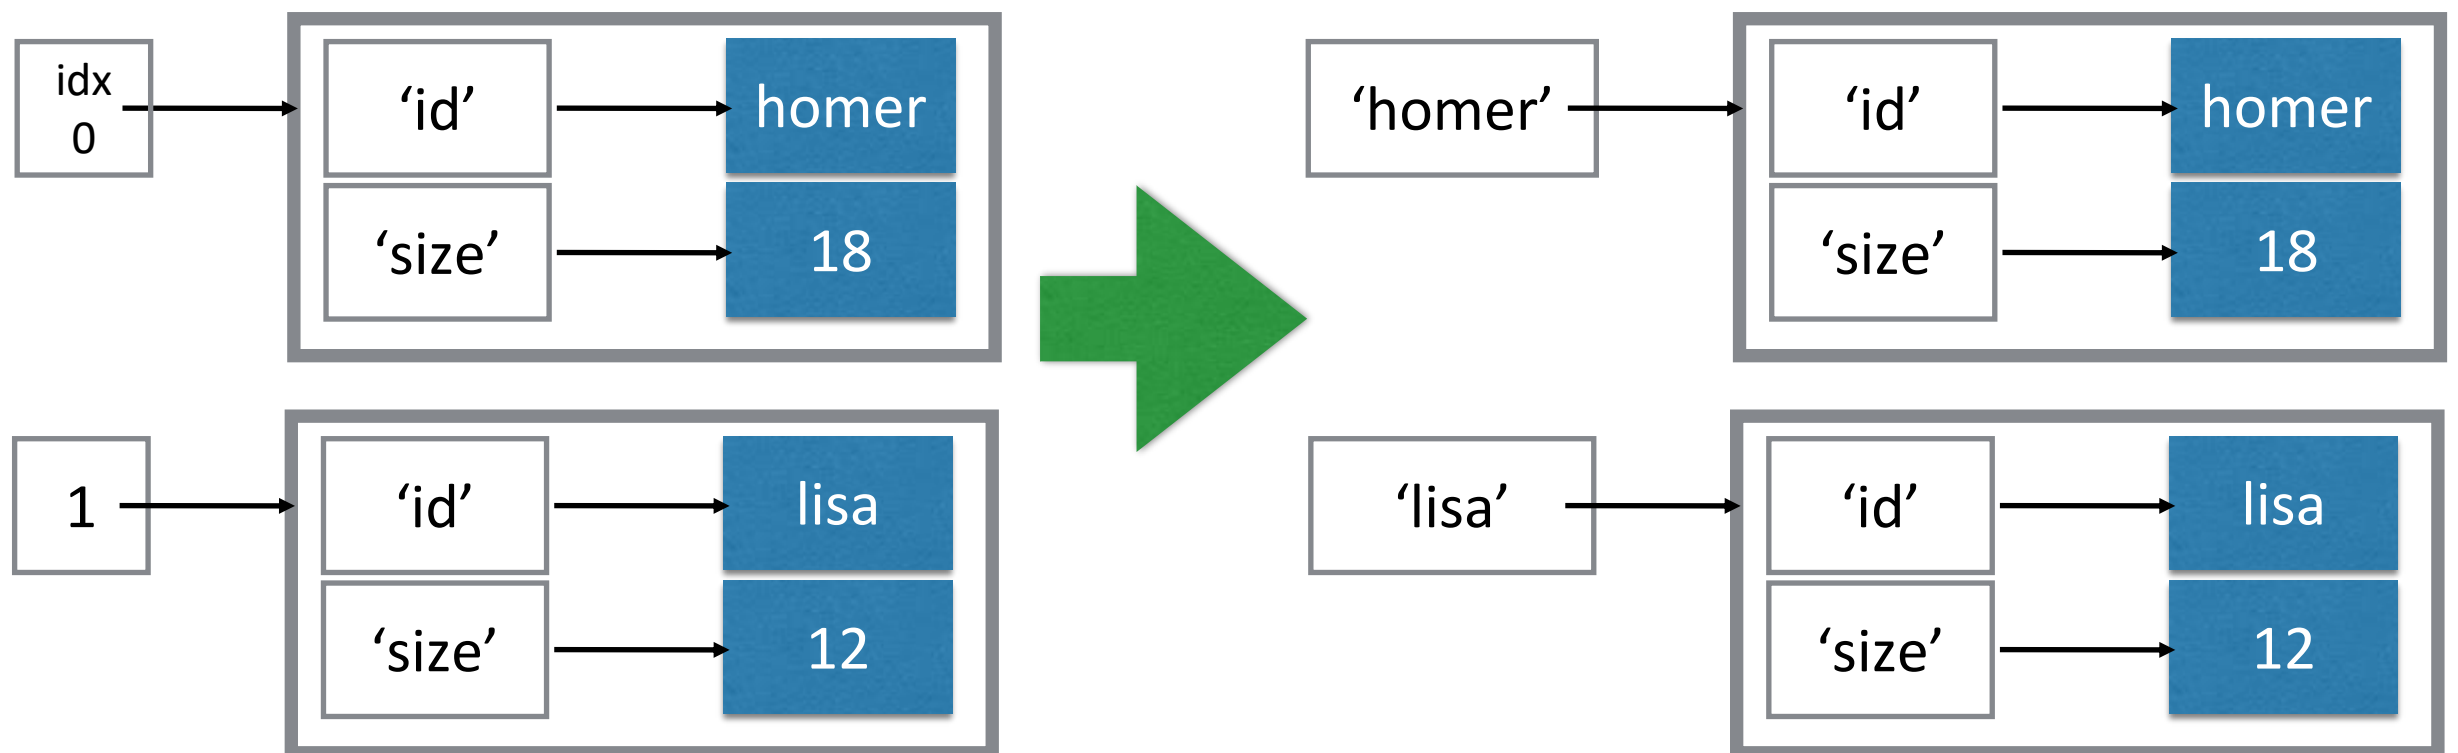 idx
0
‘id’
homer
‘size’
18
1
‘id’
lisa
‘size’
12
‘homer’
‘id’
homer
‘size’
18
‘lisa’
‘id’
lisa
‘size’
12